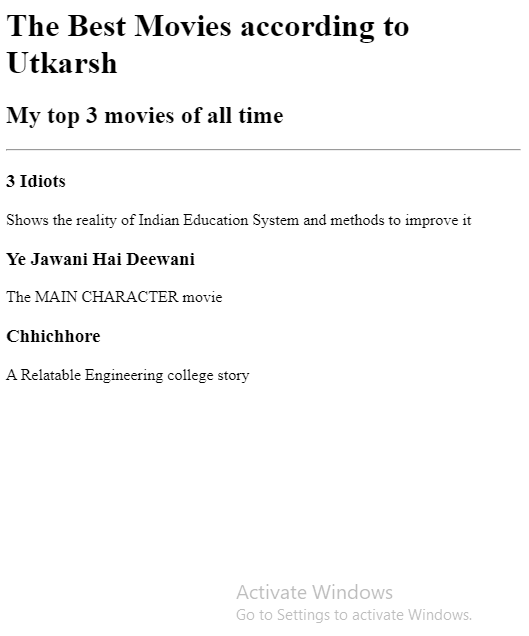 The Best Movies according to
Utkarsh
My top 3 movies of all time
3 Idiots
Shows the reality of Indian Education System and methods to improve it
Ye Jawani Hai Deewani
The MAIN CHARACTER movie
Chhichhore
A Relatable Engineering college story
Activate Windows
Go to Settings to activate Windows.